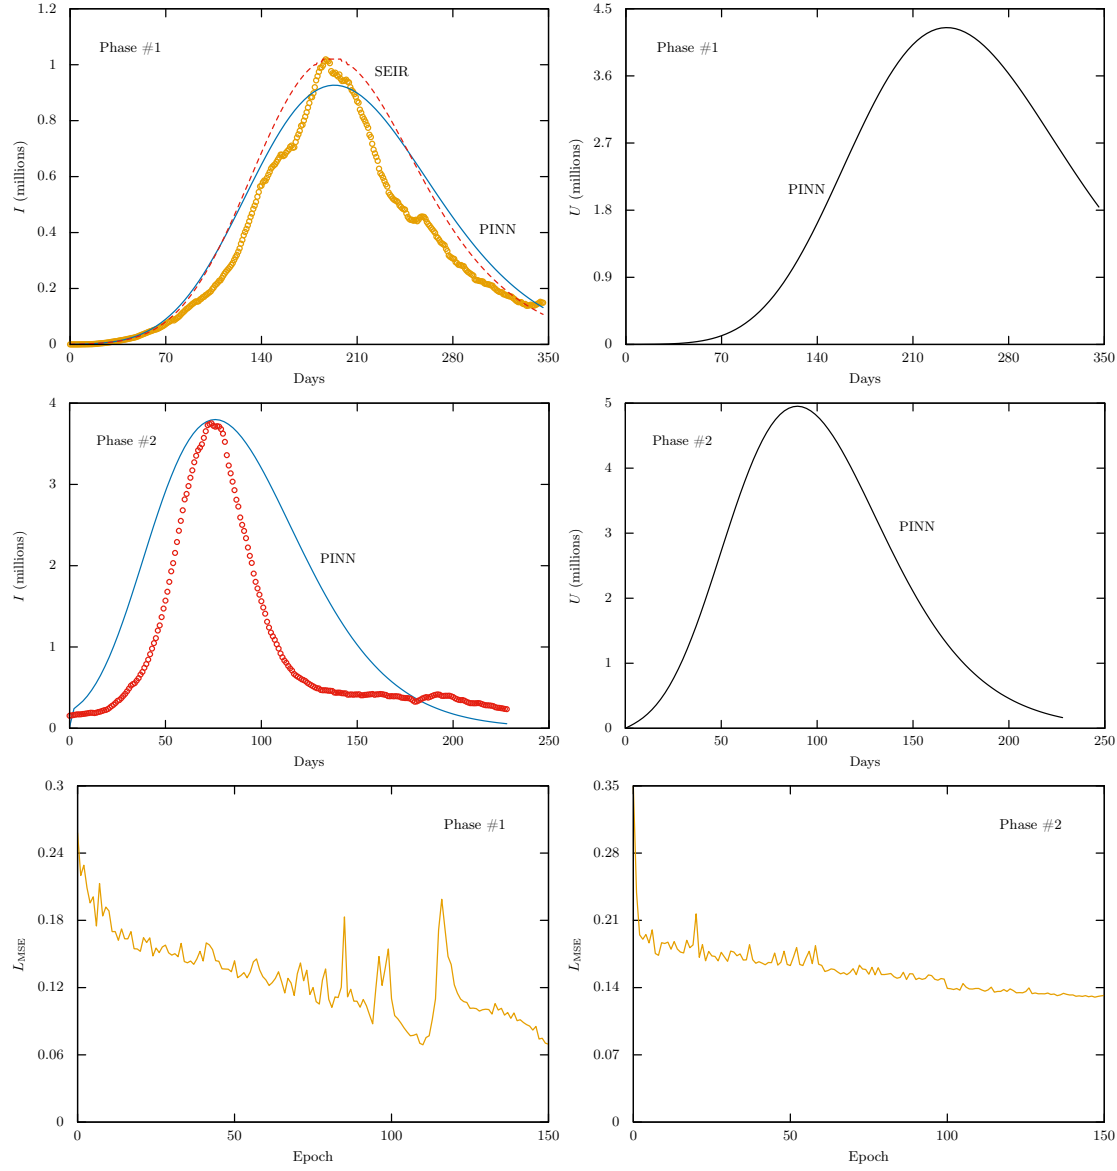 1.2
1
0.8
0.6
0.4
0.2
0
I (millions)
Phase #1
SEIR
PINN
0 70 140 210 280 350
Days
4.5
3.6
2.7
1.8
0.9
0
U (millions)
Phase #1
PINN
0 70 140 210 280 350
Days
4
3
2
1
0
I (millions)
Phase #2
PINN
0 50 100 150 200 250
Days
5
4
3
2
1
0
U (millions)
Phase #2
PINN
0 50 100 150 200 250
Days
0.3
0.24
0.18
0.12
0.06
0
L_MSE
Phase #1
0 50 100 150
Epoch
0.35
0.28
0.21
0.14
0.07
0
L_MSE
Phase #2
0 50 100 150
Epoch